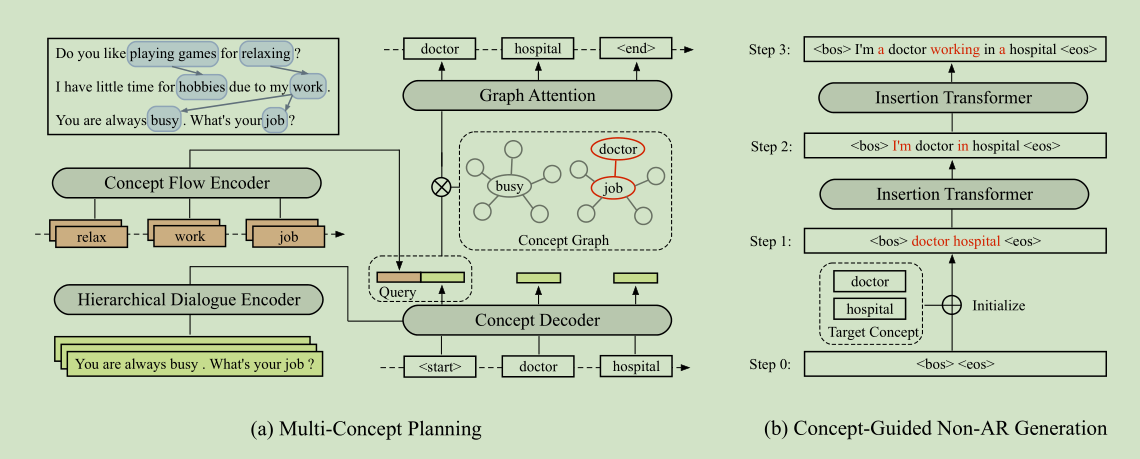 Do you like playing games for relaxing ?
I have little time for hobbies due to my work .
You are always busy . What's your job ?
Concept Flow Encoder
relax
work
job
Hierarchical Dialogue Encoder
You are always busy . What's your job ?
doctor
hospital
<end>
Graph Attention
busy
doctor
job
Concept Graph
Query
Concept Decoder
<start>
doctor
hospital
(a) Multi-Concept Planning
Step 3:
<bos> I'm a doctor working in a hospital <eos>
Insertion Transformer
Step 2:
<bos> I'm doctor in hospital <eos>
Insertion Transformer
Step 1:
<bos> doctor hospital <eos>
doctor
hospital
Target Concept
Initialize
Step 0:
<bos> <eos>
(b) Concept-Guided Non-AR Generation